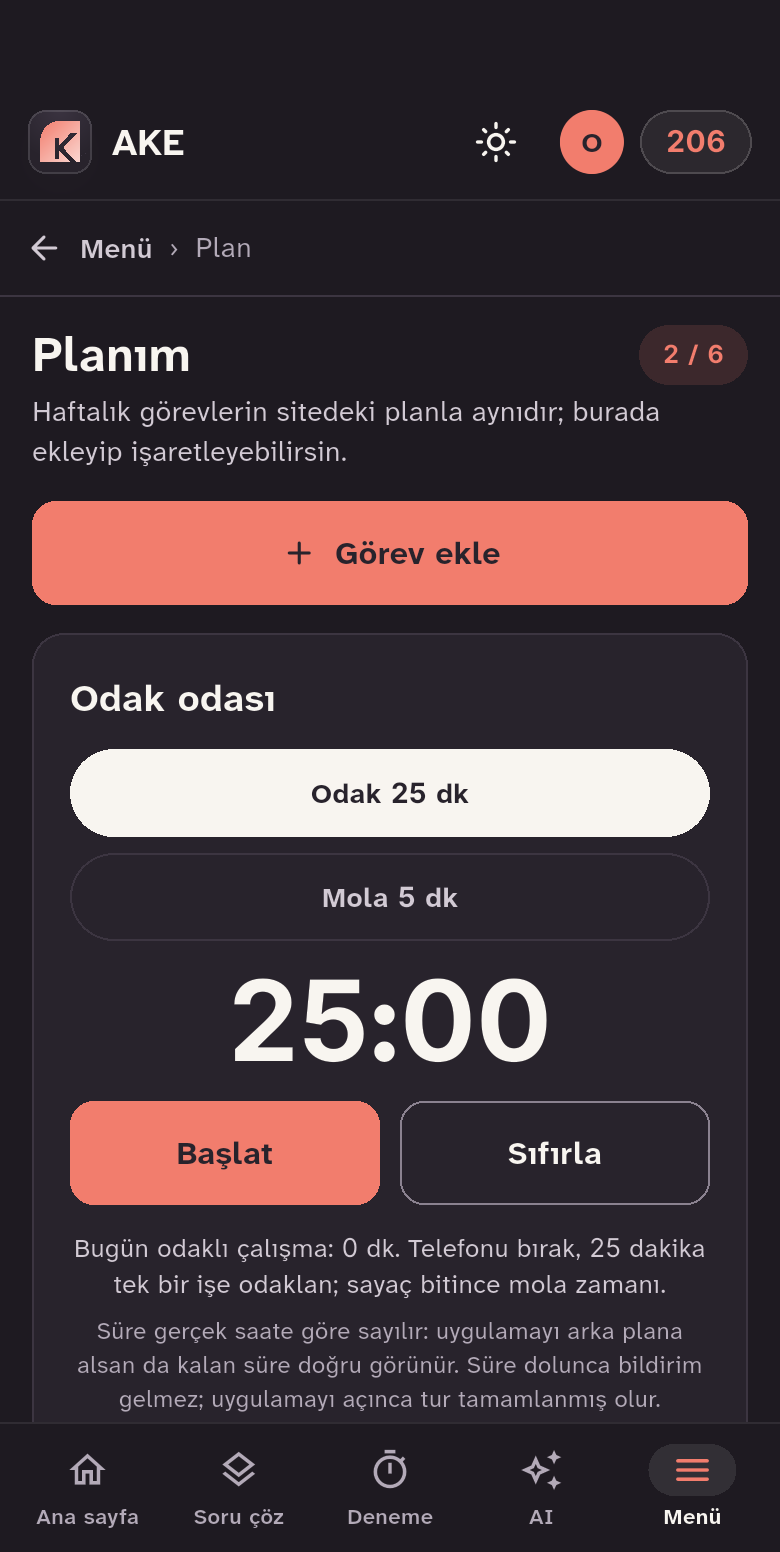 AKE
O
206
Menü › Plan
Planım
2 / 6
Haftalık görevlerin sitedeki planla aynıdır; burada
ekleyip işaretleyebilirsin.
+ Görev ekle
Odak odası
Odak 25 dk
Mola 5 dk
25:00
Başlat
Sıfırla
Bugün odaklı çalışma: 0 dk. Telefonu bırak, 25 dakika
tek bir işe odaklan; sayaç bitince mola zamanı.
Süre gerçek saate göre sayılır: uygulamayı arka plana
alsan da kalan süre doğru görünür. Süre dolunca bildirim
gelmez; uygulamayı açınca tur tamamlanmış olur.
Ana sayfa
Soru çöz
Deneme
AI
Menü